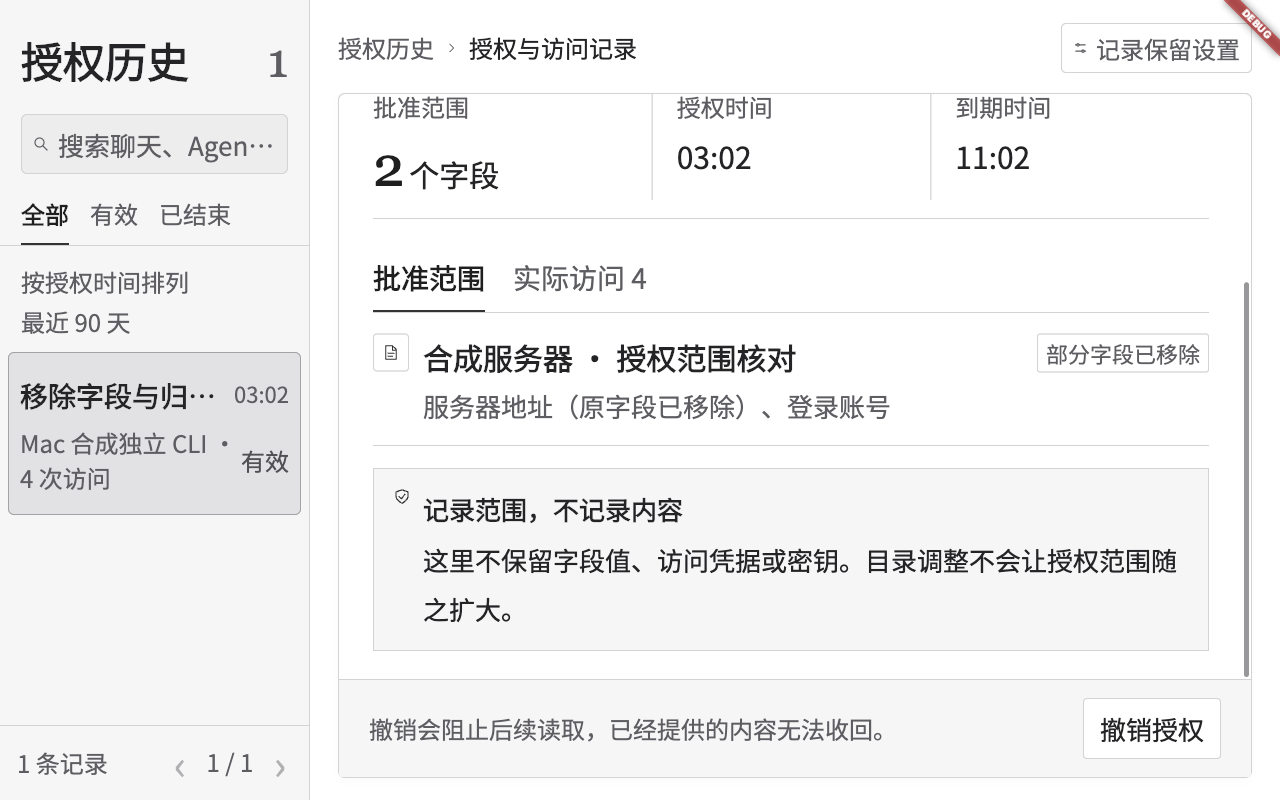 授权历史 1
搜索聊天、Agen…
全部 有效 已结束
按授权时间排列
最近 90 天
移除字段与归… 03:02
Mac 合成独立 CLI ·
4 次访问
有效
1 条记录 1 / 1
授权历史 › 授权与访问记录
记录保留设置
DEBUG
批准范围 授权时间 到期时间
2 个字段 03:02 11:02
批准范围 实际访问 4
合成服务器 · 授权范围核对 部分字段已移除
服务器地址（原字段已移除）、登录账号
记录范围，不记录内容
这里不保留字段值、访问凭据或密钥。目录调整不会让授权范围随
之扩大。
撤销会阻止后续读取，已经提供的内容无法收回。 撤销授权